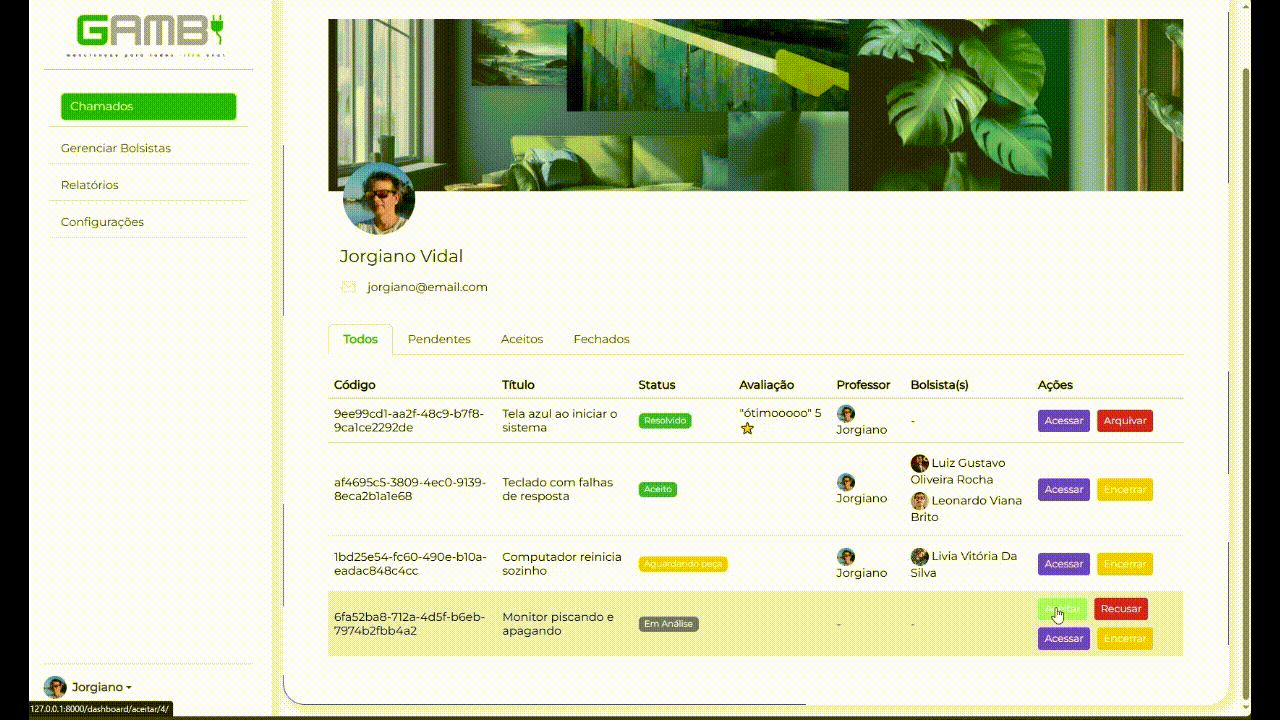 GAMB
Chamados
Gerenciar Bolsistas
Relatórios
Configurações
Jorgiano
127.0.0.1:8000/dashboard/aceitar/4/
Jorgiano Vidal
jorgiano@email.com
Todos Pendentes Aceitos Fechados
Código Título Status Avaliação Professor Bolsista(s) Ações
9ee99cd1-aa2f-48c9-b7f8-
9ca1ce2292de
Tela azul ao iniciar o
sistema
Resolvido
"ótimooooo" 5
Jorgiano
-
Acessar Arquivar
af4695c5-3809-4ec0-9139-
8eca2b1a1e68
Teclado com falhas
de resposta
Aceito
Jorgiano
Luiz Gustavo
Oliveira Rocha
Leonardo Viana
Brito
Acessar Encerrar
1bd25e54-fc60-490e-b10a-
eadac848c4cc
Computador reinicia
sozinho
Aguardando peça
Jorgiano
Livia Vitória Da
Silva
Acessar Encerrar
6fa52ba8-712a-4d5f-b6eb-
7974b2fbb4a2
Monitor piscando e
apagando
Em Análise
-
-
Aceitar Recusar
Acessar Encerrar